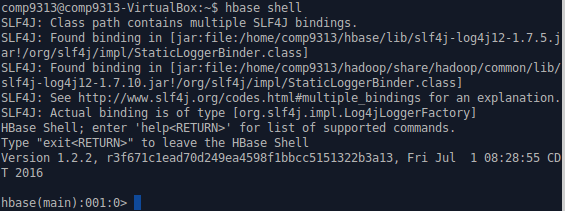 comp9313@comp9313-VirtualBox:~$ hbase shell
SLF4J: Class path contains multiple SLF4J bindings.
SLF4J: Found binding in [jar:file:/home/comp9313/hbase/lib/slf4j-log4j12-1.7.5.j
ar!/org/slf4j/impl/StaticLoggerBinder.class]
SLF4J: Found binding in [jar:file:/home/comp9313/hadoop/share/hadoop/common/lib/
slf4j-log4j12-1.7.10.jar!/org/slf4j/impl/StaticLoggerBinder.class]
SLF4J: See http://www.slf4j.org/codes.html#multiple_bindings for an explanation.
SLF4J: Actual binding is of type [org.slf4j.impl.Log4jLoggerFactory]
HBase Shell; enter 'help<RETURN>' for list of supported commands.
Type "exit<RETURN>" to leave the HBase Shell
Version 1.2.2, r3f671c1ead70d249ea4598f1bbcc5151322b3a13, Fri Jul  1 08:28:55 CD
T 2016
hbase(main):001:0>